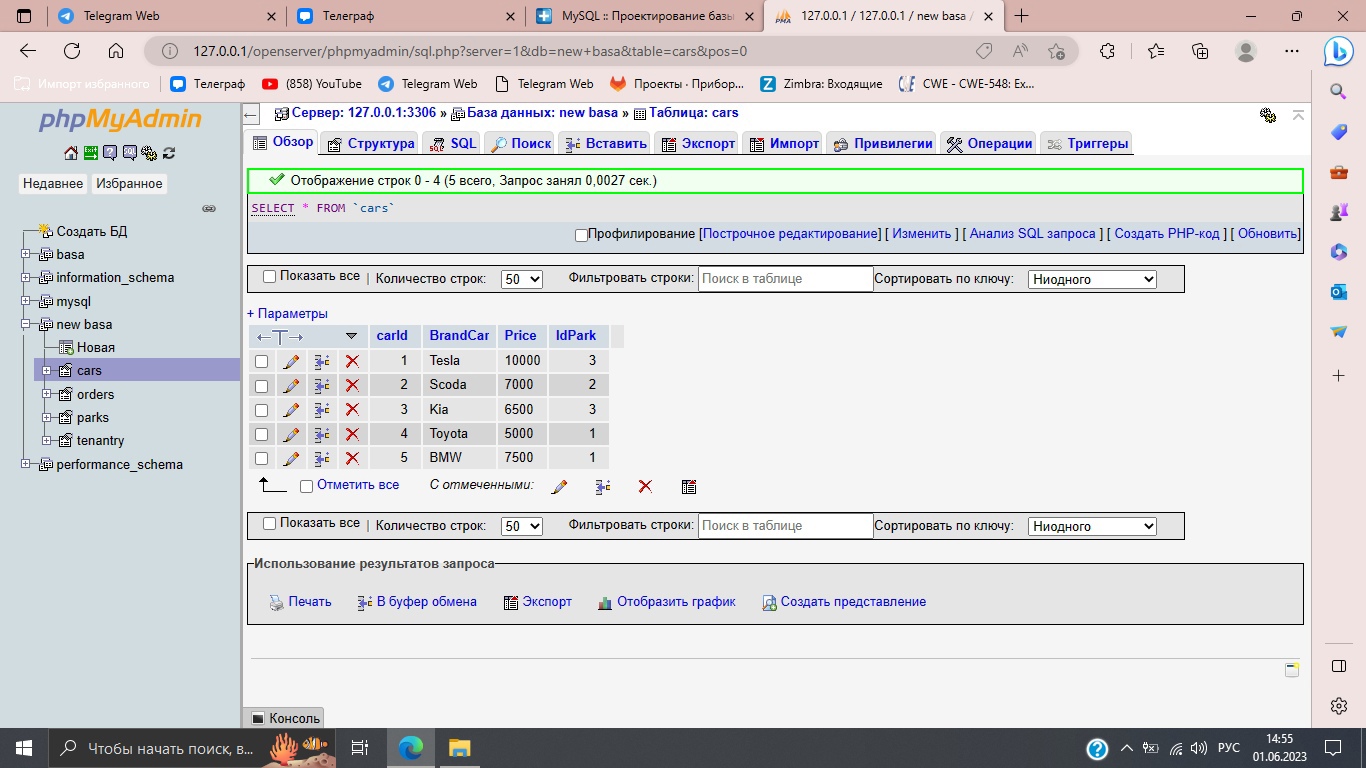 Telegram Web
Телеграф
MySQL :: Проектирование базы
127.0.0.1 / 127.0.0.1 / new basa /
127.0.0.1/openserver/phpmyadmin/sql.php?server=1&db=new+basa&table=cars&pos=0
Импорт избранного
Телеграф
(858) YouTube
Telegram Web
Telegram Web
Проекты · Прибор...
Zimbra: Входящие
CWE - CWE-548: Ex...
phpMyAdmin
Недавнее
Избранное
Создать БД
basa
information_schema
mysql
new basa
Новая
cars
orders
parks
tenantry
performance_schema
Сервер: 127.0.0.1:3306 » База данных: new basa » Таблица: cars
Обзор
Структура
SQL
Поиск
Вставить
Экспорт
Импорт
Привилегии
Операции
Триггеры
Отображение строк 0 - 4 (5 всего, Запрос занял 0,0027 сек.)
SELECT * FROM `cars`
Профилирование [Построчное редактирование] [ Изменить ] [ Анализ SQL запроса ] [ Создать PHP-код ] [ Обновить]
Показать все | Количество строк: 50 Фильтровать строки: Поиск в таблице Сортировать по ключу: Ниодного
+ Параметры
carId BrandCar Price IdPark
1 Tesla 10000 3
2 Scoda 7000 2
3 Kia 6500 3
4 Toyota 5000 1
5 BMW 7500 1
Отметить все С отмеченными:
Показать все | Количество строк: 50 Фильтровать строки: Поиск в таблице Сортировать по ключу: Ниодного
Использование результатов запроса
Печать
В буфер обмена
Экспорт
Отобразить график
Создать представление
Консоль
Чтобы начать поиск, в...
РУС
14:55
01.06.2023